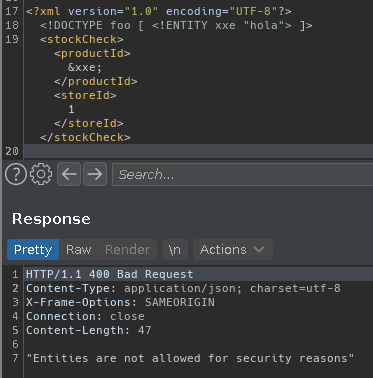 17 <?xml version="1.0" encoding="UTF-8"?>
18 <!DOCTYPE foo [ <!ENTITY xxe "hola"> ]>
19 <stockCheck>
<productId>
&xxe;
</productId>
<storeId>
1
</storeId>
</stockCheck>
20
? Search...
Response
Pretty Raw Render \n Actions
1 HTTP/1.1 400 Bad Request
2 Content-Type: application/json; charset=utf-8
3 X-Frame-Options: SAMEORIGIN
4 Connection: close
5 Content-Length: 47
6
7 "Entities are not allowed for security reasons"